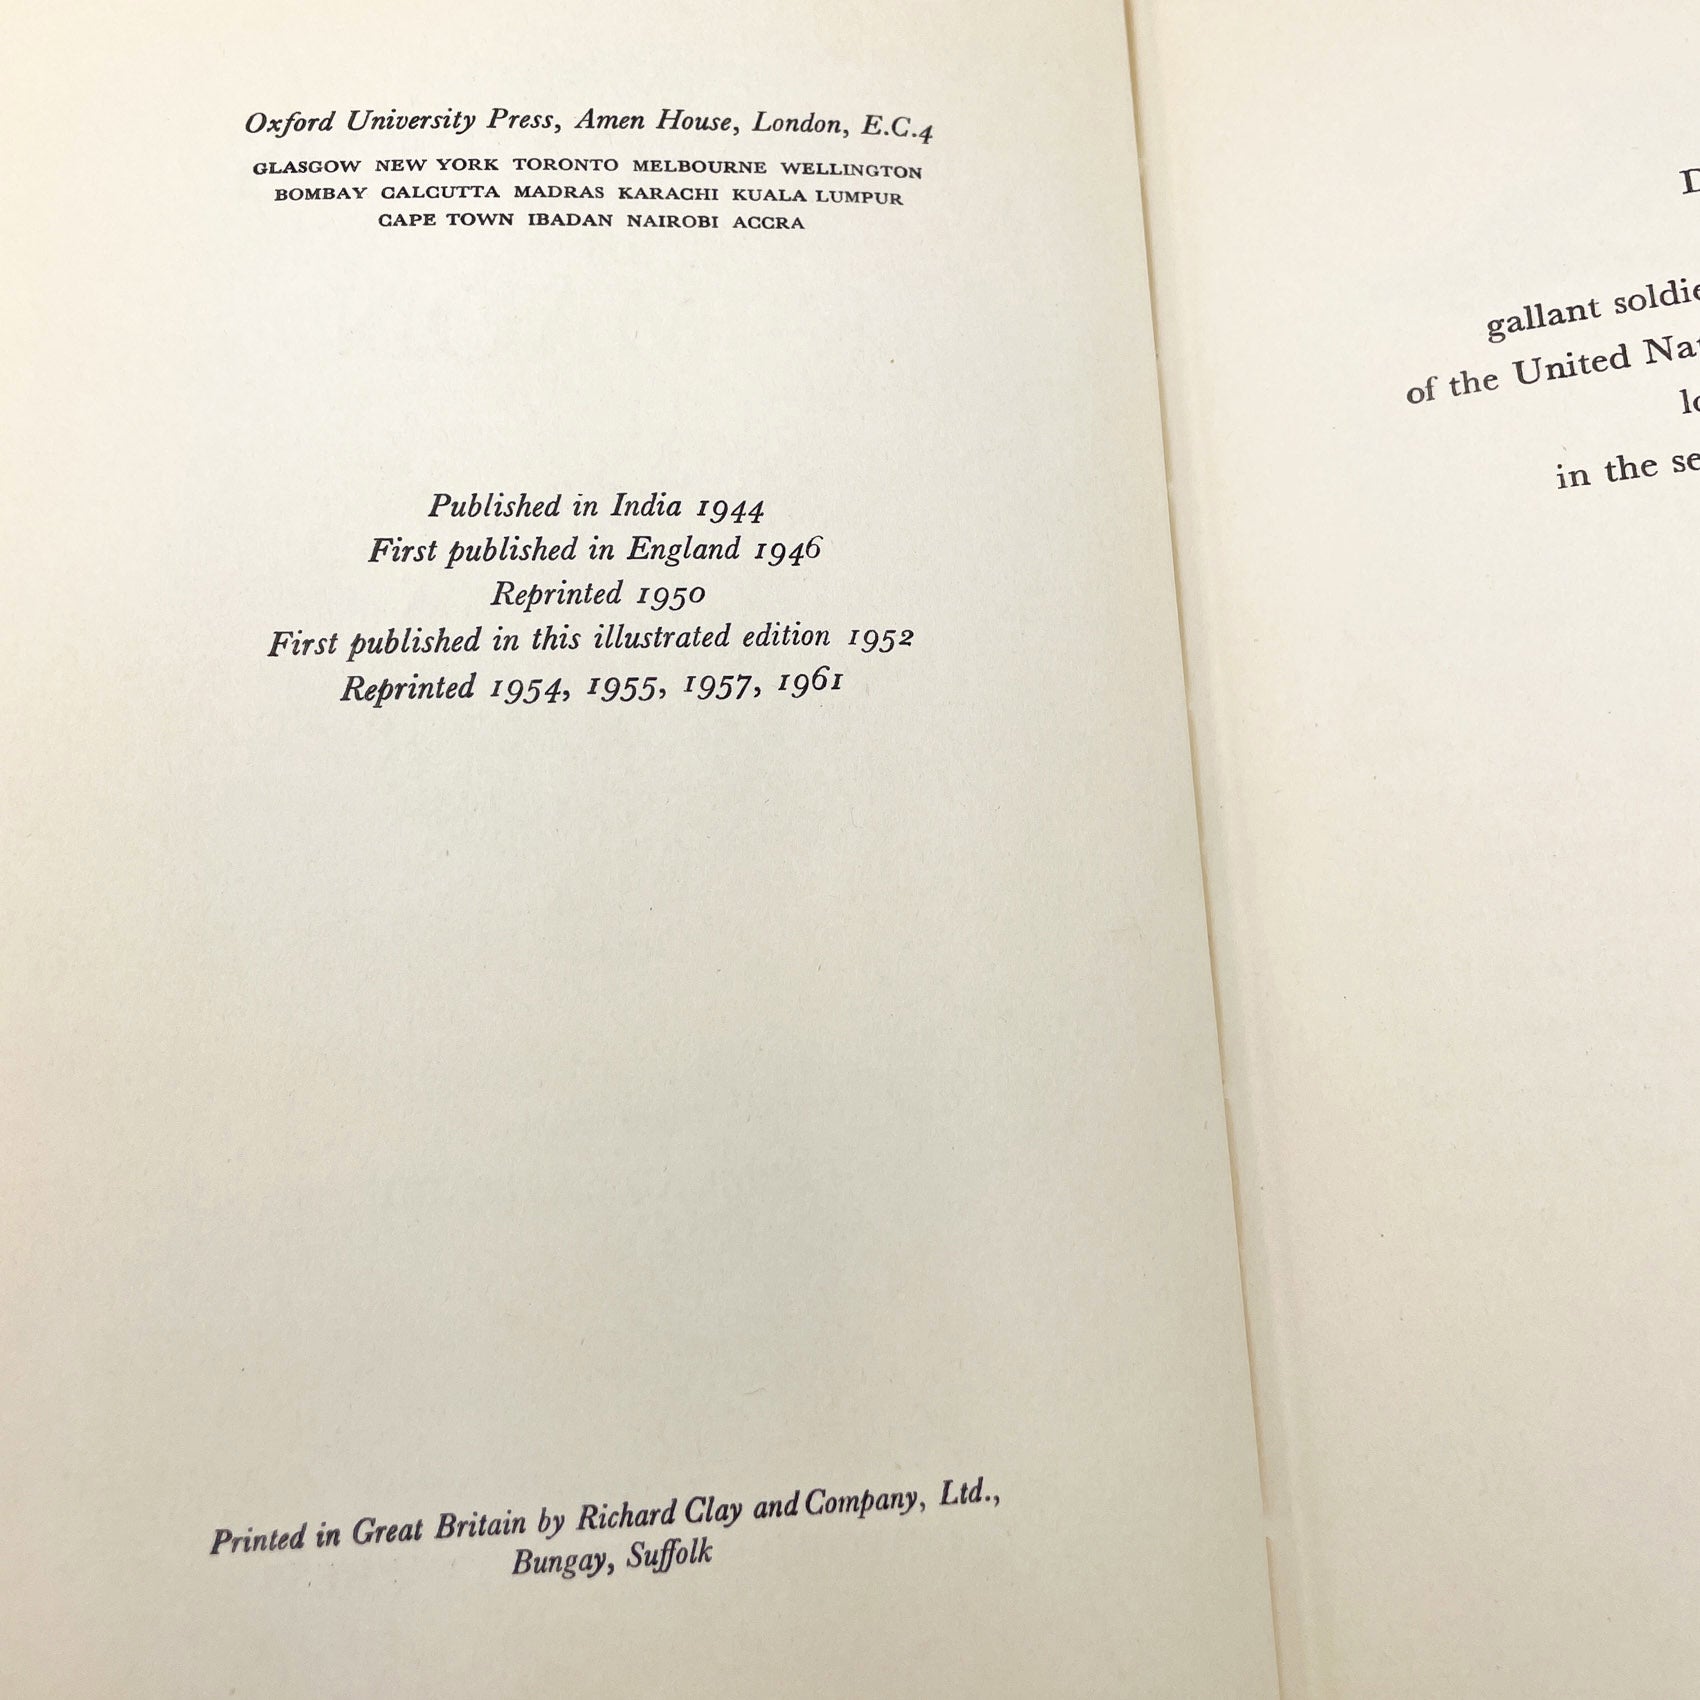 Oxford University Press, Amen House, London, E.C.4
GLASGOW NEW YORK TORONTO MELBOURNE WELLINGTON
BOMBAY CALCUTTA MADRAS KARACHI KUALA LUMPUR
CAPE TOWN IBADAN NAIROBI ACCRA
Published in India 1944
First published in England 1946
Reprinted 1950
First published in this illustrated edition 1952
Reprinted 1954, 1955, 1957, 1961
Printed in Great Britain by Richard Clay and Company, Ltd.,
Bungay, Suffolk
gallant
of the United
in the